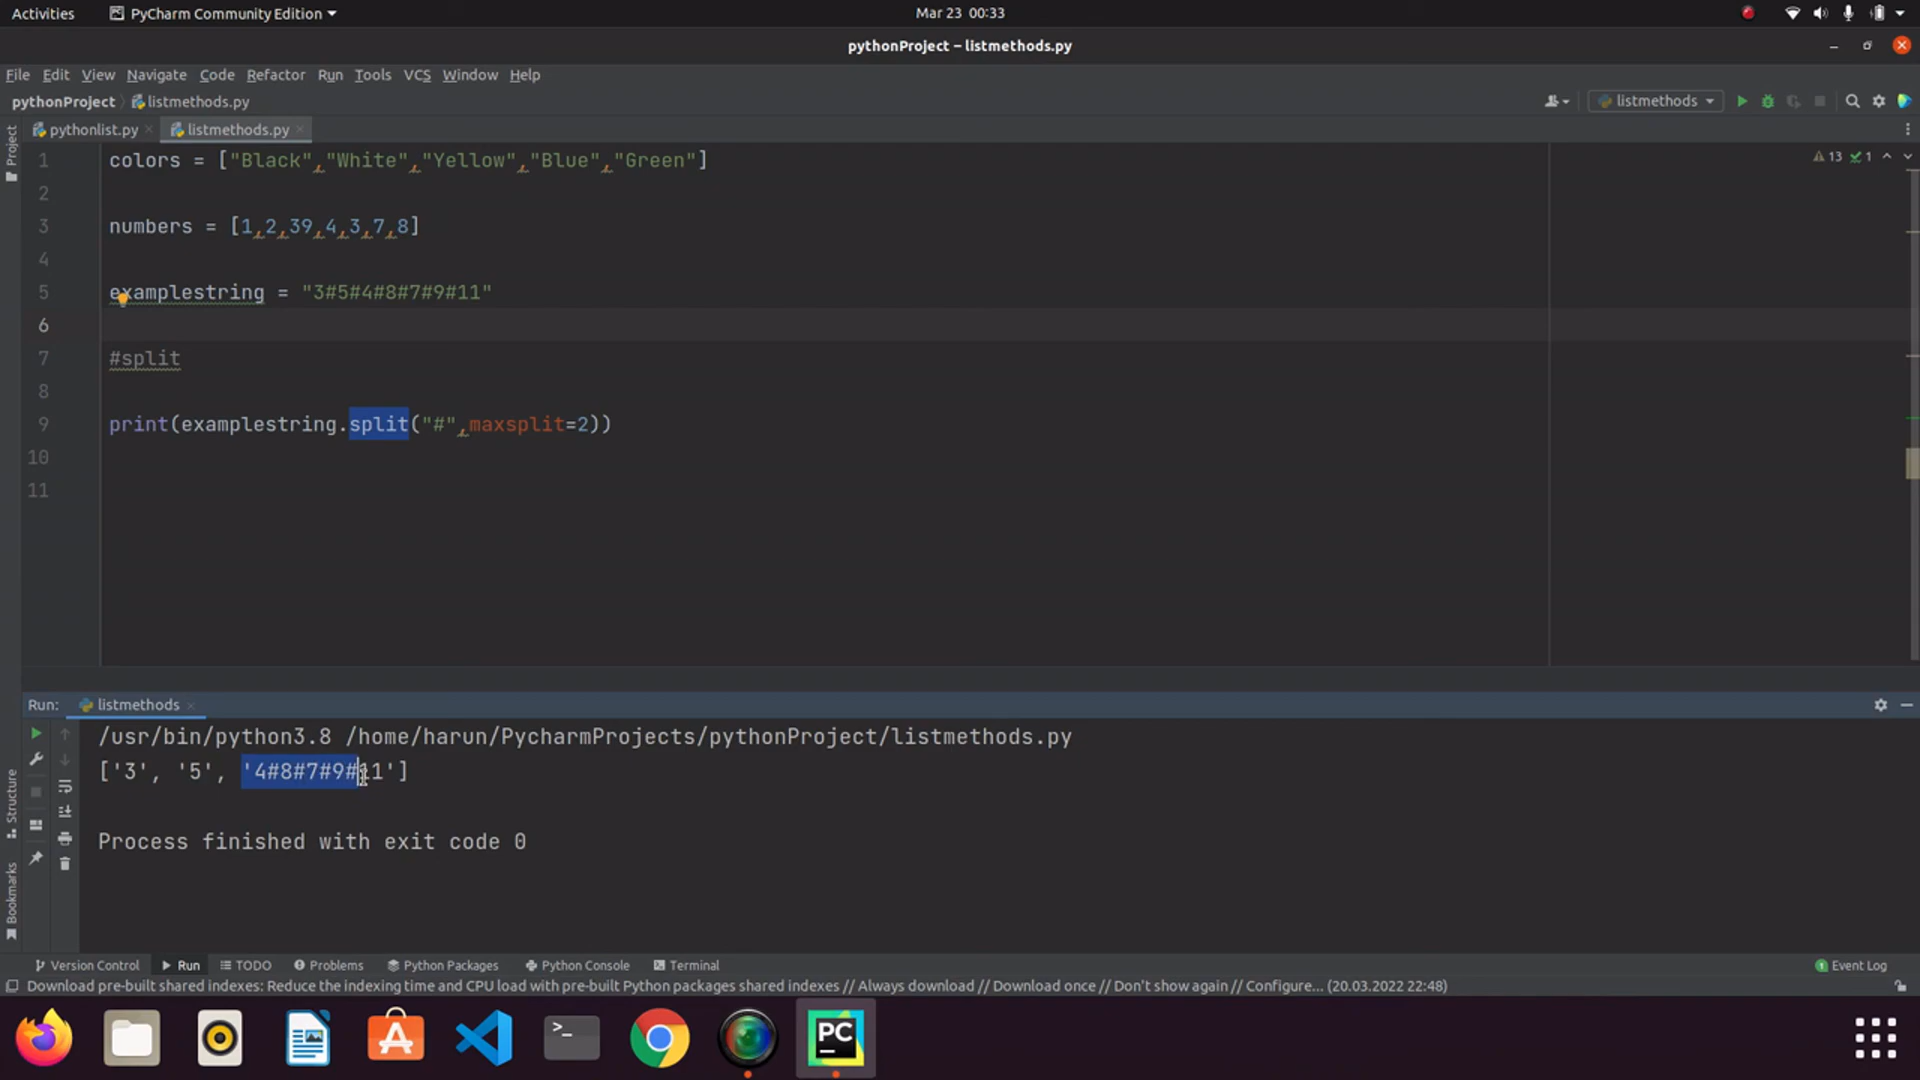 Activities PyCharm Community Edition Mar 23 00:33
pythonProject – listmethods.py
File Edit View Navigate Code Refactor Run Tools VCS Window Help
pythonProject listmethods.py listmethods
pythonlist.py listmethods.py
Project
1 colors = ["Black","White","Yellow","Blue","Green"]
13 1
2
3 numbers = [1,2,39,4,3,7,8]
4
5 examplestring = "3#5#4#8#7#9#11"
6
7 #split
8
9 print(examplestring.split("#",maxsplit=2))
10
11
Run: listmethods
/usr/bin/python3.8 /home/harun/PycharmProjects/pythonProject/listmethods.py
['3', '5', '4#8#7#9#11']
Process finished with exit code 0
Structure
Bookmarks
Version Control Run TODO Problems Python Packages Python Console Terminal 1 Event Log
Download pre-built shared indexes: Reduce the indexing time and CPU load with pre-built Python packages shared indexes // Always download // Download once // Don't show again // Configure... (20.03.2022 22:48)
>_
A
PC